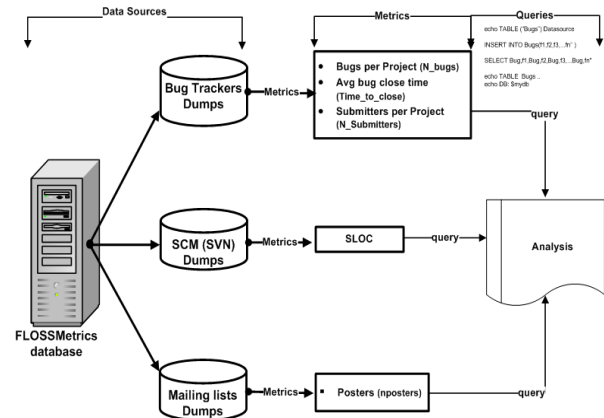 Data Sources
Metrics
Queries
echo TABLE ("Bugs") Datasource
INSERT INTO Bugs(f1,f2,f3, ..fn" )
SELECT Bug,f1,Bug,f2,Bug,f3, ...Bug,fn"
echo TABLE Bugs ..
echo DB: $mydb
Bug Trackers
Dumps
Metrics
• Bugs per Project (N_bugs)
• Avg bug close time
(Time_to_close)
• Submitters per Project
(N_Submitters)
query
SCM (SVN)
Dumps
Metrics
SLOC
query
Analysis
FLOSSMetrics
database
Mailing lists
Dumps
Metrics
▪ Posters (nposters)
query